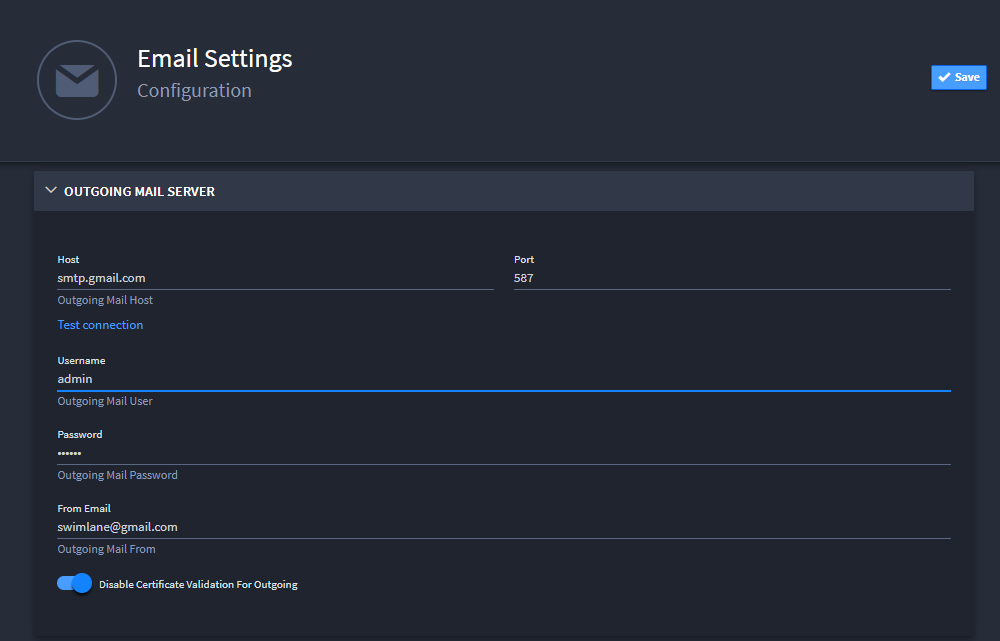 Email Settings
Configuration
Save
OUTGOING MAIL SERVER
Host
smtp.gmail.com
Outgoing Mail Host
Test connection
Port
587
Username
admin
Outgoing Mail User
Password
••••••
Outgoing Mail Password
From Email
swimlane@gmail.com
Outgoing Mail From
Disable Certificate Validation For Outgoing